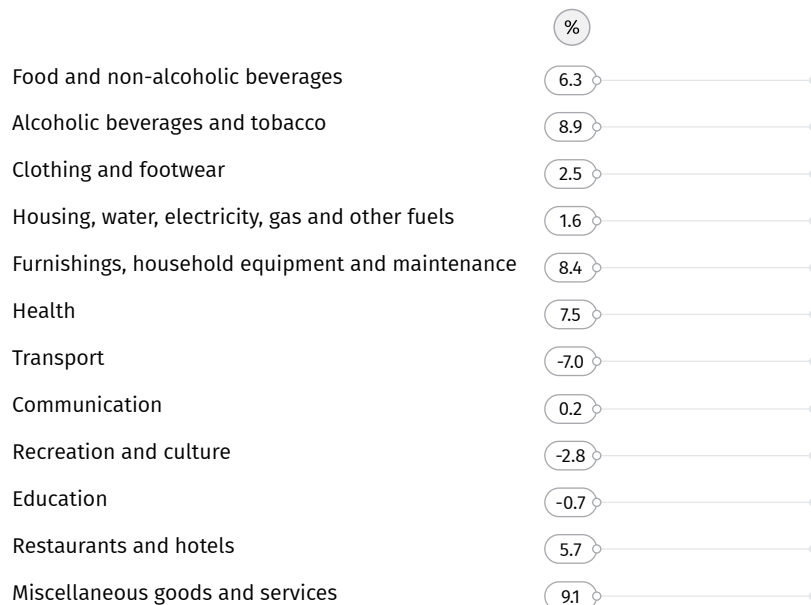 %
Food and non-alcoholic beverages 6.3
Alcoholic beverages and tobacco 8.9
Clothing and footwear 2.5
Housing, water, electricity, gas and other fuels 1.6
Furnishings, household equipment and maintenance 8.4
Health 7.5
Transport -7.0
Communication 0.2
Recreation and culture -2.8
Education -0.7
Restaurants and hotels 5.7
Miscellaneous goods and services 9.1